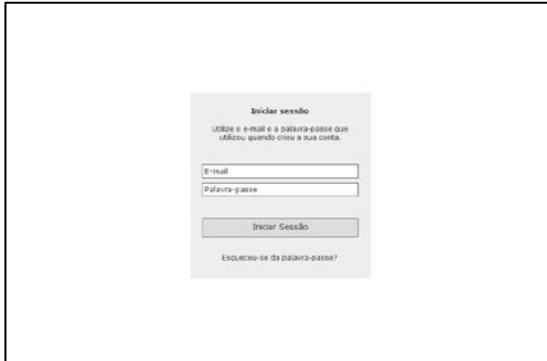 Iniciar sessão
Utilize o e-mail e a palavra-passe que
utilizou quando criou a sua conta.
E-mail
Palavra-passe
Iniciar Sessão
Esqueceu-se da palavra-passe?